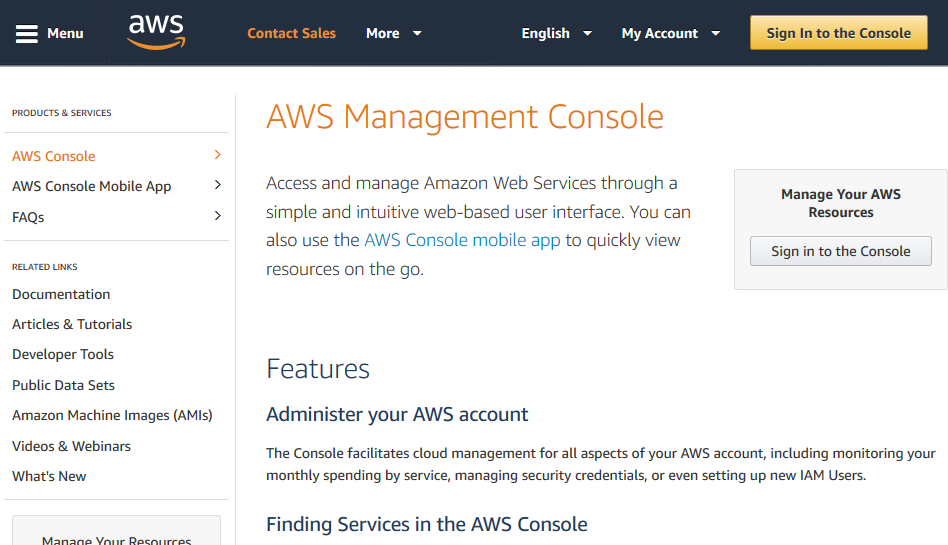 Menu
aws
Contact Sales
More
English
My Account
Sign In to the Console
PRODUCTS & SERVICES
AWS Console
AWS Console Mobile App
FAQs
RELATED LINKS
Documentation
Articles & Tutorials
Developer Tools
Public Data Sets
Amazon Machine Images (AMIs)
Videos & Webinars
What's New
Manage Your Resources
AWS Management Console
Access and manage Amazon Web Services through a
simple and intuitive web-based user interface. You can
also use the AWS Console mobile app to quickly view
resources on the go.
Manage Your AWS
Resources
Sign in to the Console
Features
Administer your AWS account
The Console facilitates cloud management for all aspects of your AWS account, including monitoring your
monthly spending by service, managing security credentials, or even setting up new IAM Users.
Finding Services in the AWS Console